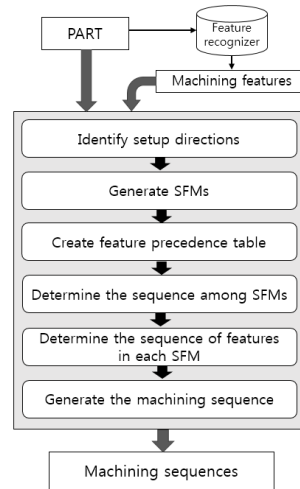 PART
Feature
recognizer
Machining features
Identify setup directions
Generate SFMs
Create feature precedence table
Determine the sequence among SFMs
Determine the sequence of features
in each SFM
Generate the machining sequence
Machining sequences